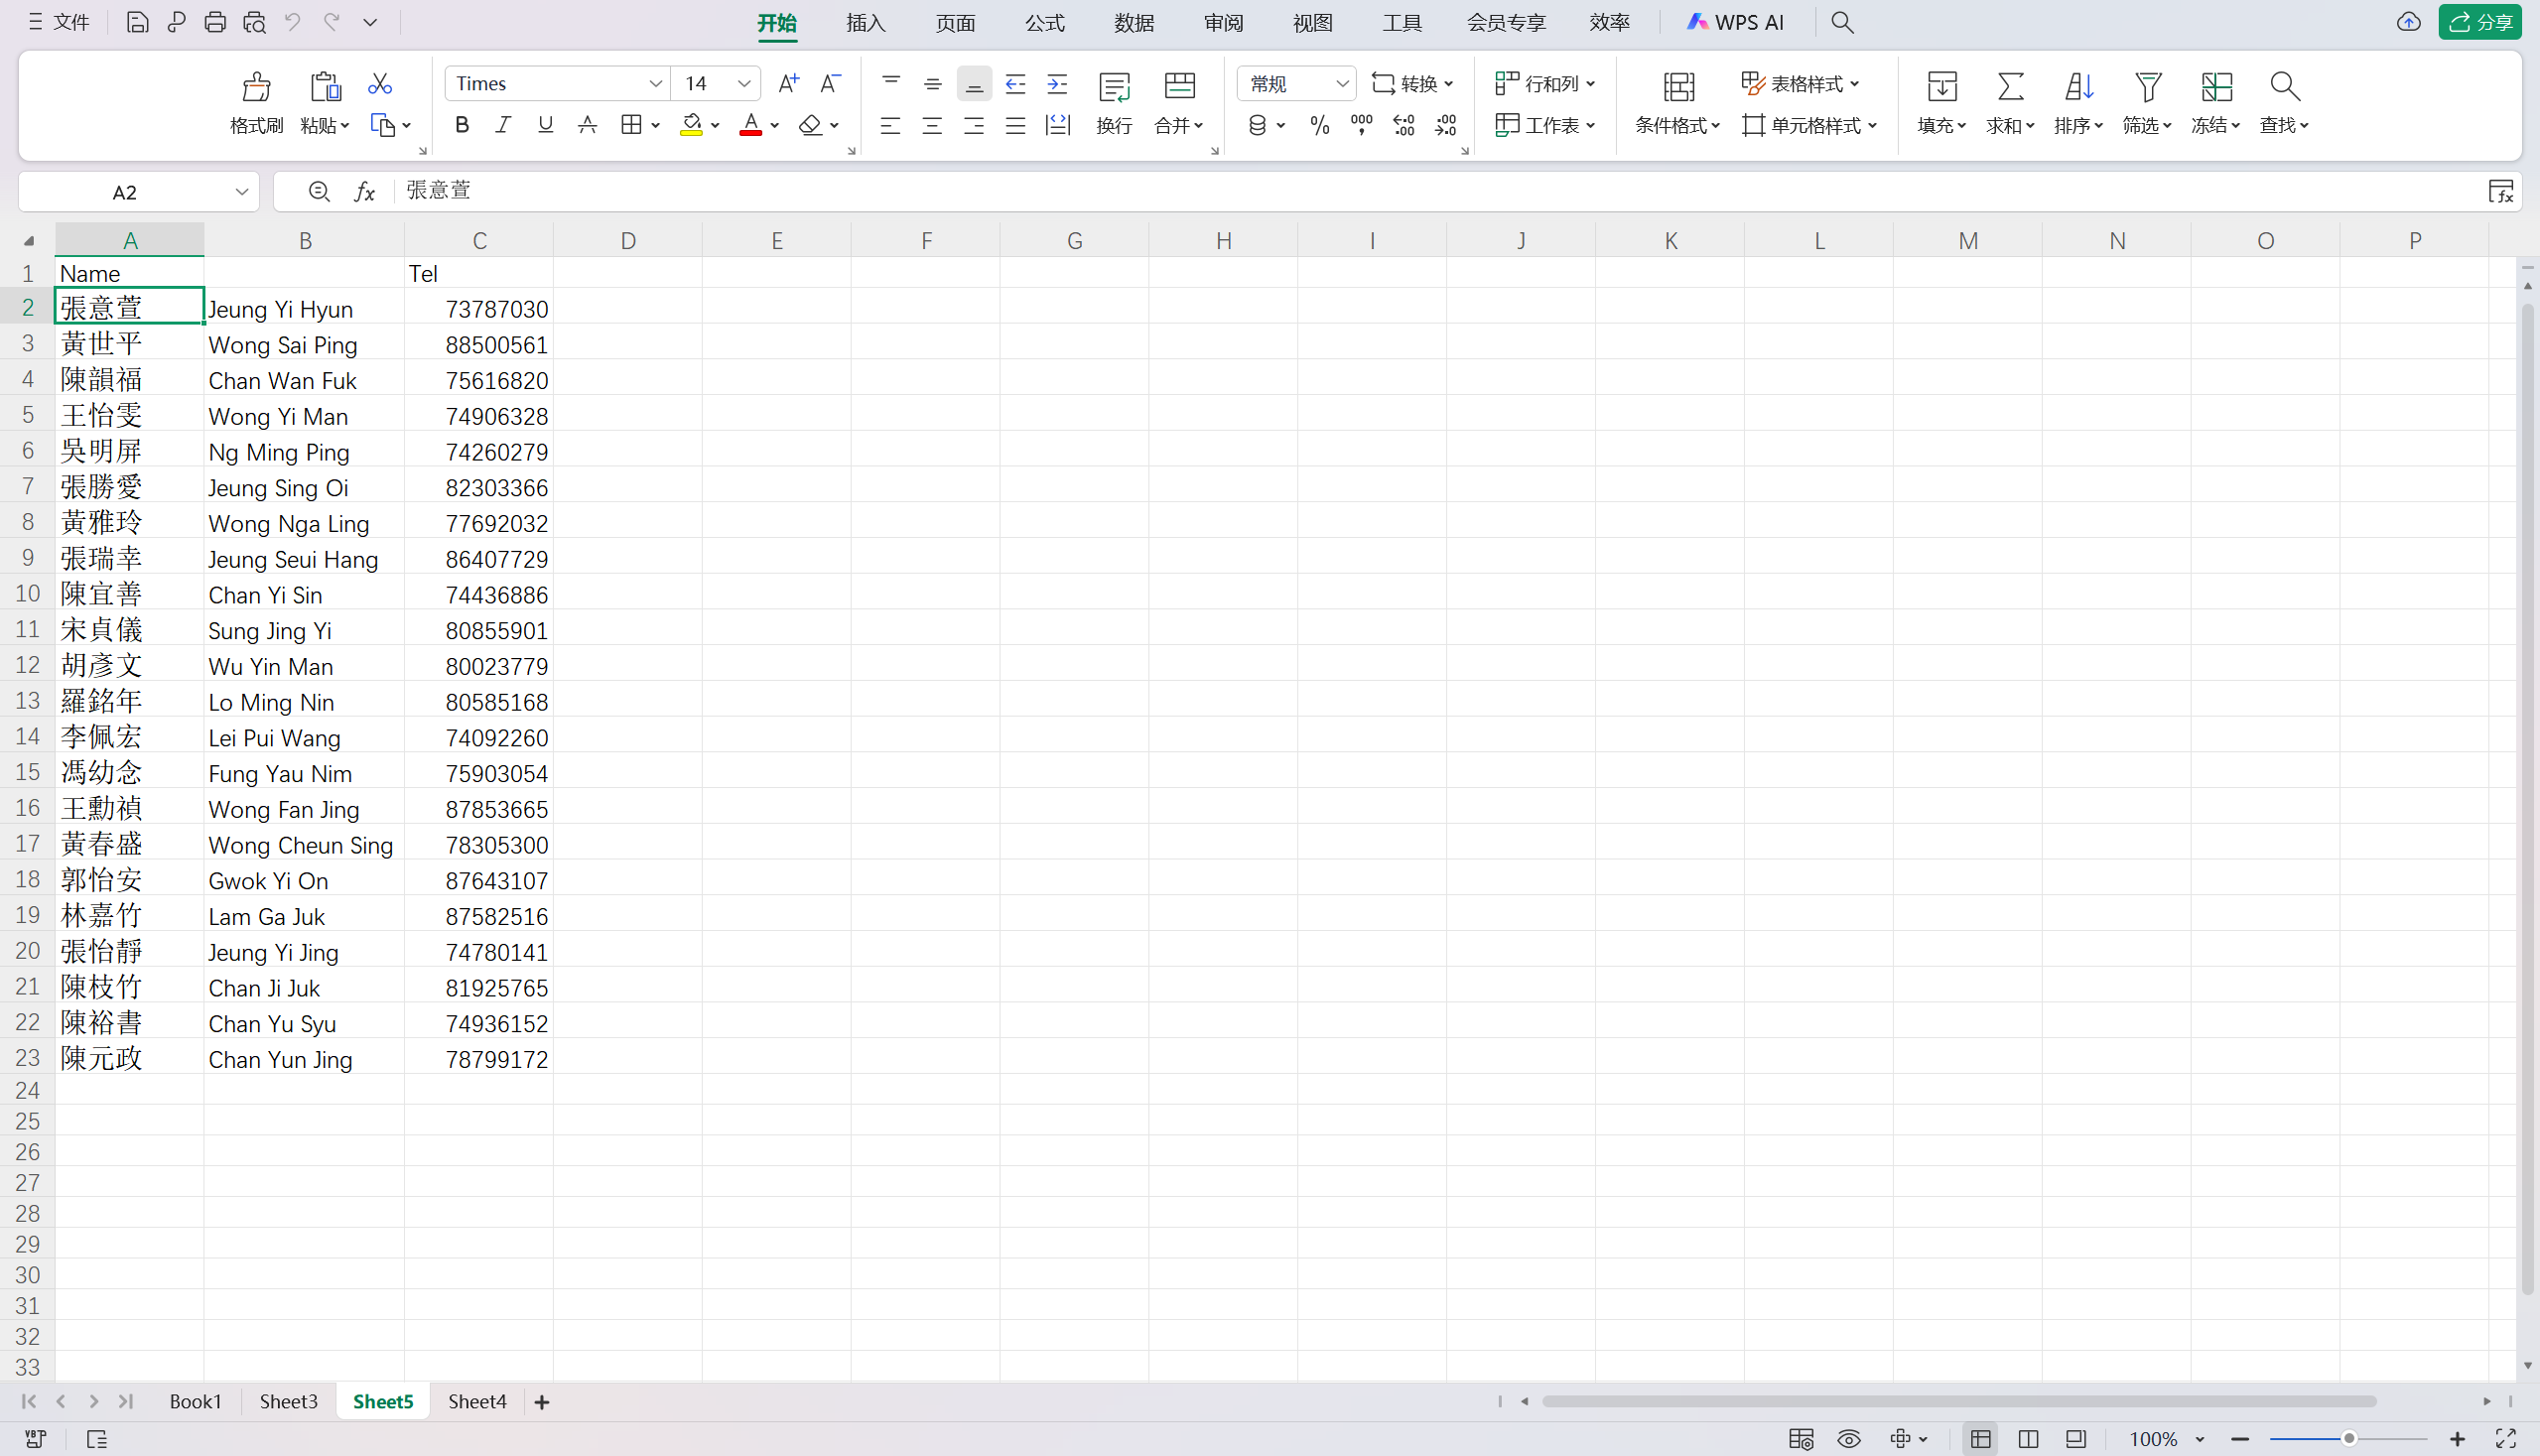 文件
开始 插入 页面 公式 数据 审阅 视图 工具 会员专享 效率 WPS AI 分享
Times 14 常规 转换 行和列 表格样式
格式刷 粘贴 换行 合并 工作表 条件格式 单元格样式 填充 求和 排序 筛选 冻结 查找
A2 fx 張意萱
A B C D E F G H I J K L M N O P
1 Name Tel
2 張意萱 Jeung Yi Hyun 73787030
3 黃世平 Wong Sai Ping 88500561
4 陳韻福 Chan Wan Fuk 75616820
5 王怡雯 Wong Yi Man 74906328
6 吳明屏 Ng Ming Ping 74260279
7 張勝愛 Jeung Sing Oi 82303366
8 黃雅玲 Wong Nga Ling 77692032
9 張瑞幸 Jeung Seui Hang 86407729
10 陳宜善 Chan Yi Sin 74436886
11 宋貞儀 Sung Jing Yi 80855901
12 胡彥文 Wu Yin Man 80023779
13 羅銘年 Lo Ming Nin 80585168
14 李佩宏 Lei Pui Wang 74092260
15 馮幼念 Fung Yau Nim 75903054
16 王勳禎 Wong Fan Jing 87853665
17 黃春盛 Wong Cheun Sing 78305300
18 郭怡安 Gwok Yi On 87643107
19 林嘉竹 Lam Ga Juk 87582516
20 張怡靜 Jeung Yi Jing 74780141
21 陳枝竹 Chan Ji Juk 81925765
22 陳裕書 Chan Yu Syu 74936152
23 陳元政 Chan Yun Jing 78799172
24
25
26
27
28
29
30
31
32
33
Book1 Sheet3 Sheet5 Sheet4
100%